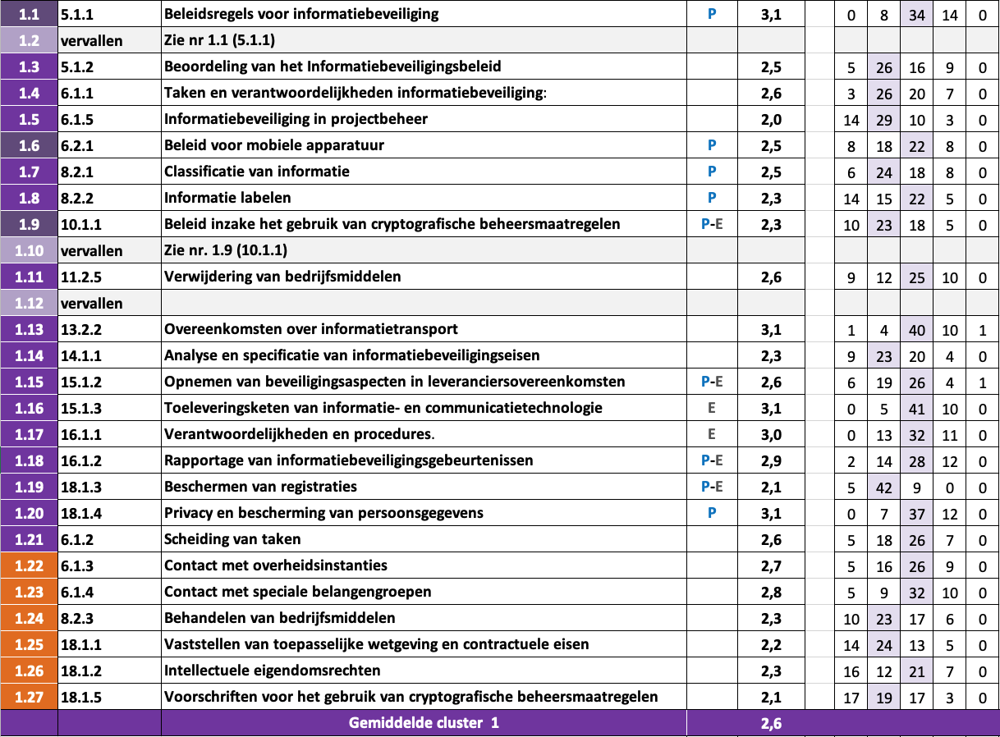 1.1 5.1.1 Beleidsregels voor informatiebeveiliging P 3,1 0 8 34 14 0
1.2 vervallen Zie nr 1.1 (5.1.1)
1.3 5.1.2 Beoordeling van het Informatiebeveiligingsbeleid 2,5 5 26 16 9 0
1.4 6.1.1 Taken en verantwoordelijkheden informatiebeveiliging: 2,6 3 26 20 7 0
1.5 6.1.5 Informatiebeveiliging in projectbeheer 2,0 14 29 10 3 0
1.6 6.2.1 Beleid voor mobiele apparatuur P 2,5 8 18 22 8 0
1.7 8.2.1 Classificatie van informatie P 2,5 6 24 18 8 0
1.8 8.2.2 Informatie labelen P 2,3 14 15 22 5 0
1.9 10.1.1 Beleid inzake het gebruik van cryptografische beheersmaatregelen P-E 2,3 10 23 18 5 0
1.10 vervallen Zie nr. 1.9 (10.1.1)
1.11 11.2.5 Verwijdering van bedrijfsmiddelen 2,6 9 12 25 10 0
1.12 vervallen
1.13 13.2.2 Overeenkomsten over informatietransport 3,1 1 4 40 10 1
1.14 14.1.1 Analyse en specificatie van informatiebeveiligingseisen 2,3 9 23 20 4 0
1.15 15.1.2 Opnemen van beveiligingsaspecten in leveranciersovereenkomsten P-E 2,6 6 19 26 4 1
1.16 15.1.3 Toeleveringsketen van informatie- en communicatietechnologie E 3,1 0 5 41 10 0
1.17 16.1.1 Verantwoordelijkheden en procedures. E 3,0 0 13 32 11 0
1.18 16.1.2 Rapportage van informatiebeveiligingsgebeurtenissen P-E 2,9 2 14 28 12 0
1.19 18.1.3 Beschermen van registraties P-E 2,1 5 42 9 0 0
1.20 18.1.4 Privacy en bescherming van persoonsgegevens P 3,1 0 7 37 12 0
1.21 6.1.2 Scheiding van taken 2,6 5 18 26 7 0
1.22 6.1.3 Contact met overheidsinstanties 2,7 5 16 26 9 0
1.23 6.1.4 Contact met speciale belangengroepen 2,8 5 9 32 10 0
1.24 8.2.3 Behandelen van bedrijfsmiddelen 2,3 10 23 17 6 0
1.25 18.1.1 Vaststellen van toepasselijke wetgeving en contractuele eisen 2,2 14 24 13 5 0
1.26 18.1.2 Intellectuele eigendomsrechten 2,3 16 12 21 7 0
1.27 18.1.5 Voorschriften voor het gebruik van cryptografische beheersmaatregelen 2,1 17 19 17 3 0
Gemiddelde cluster 1 2,6